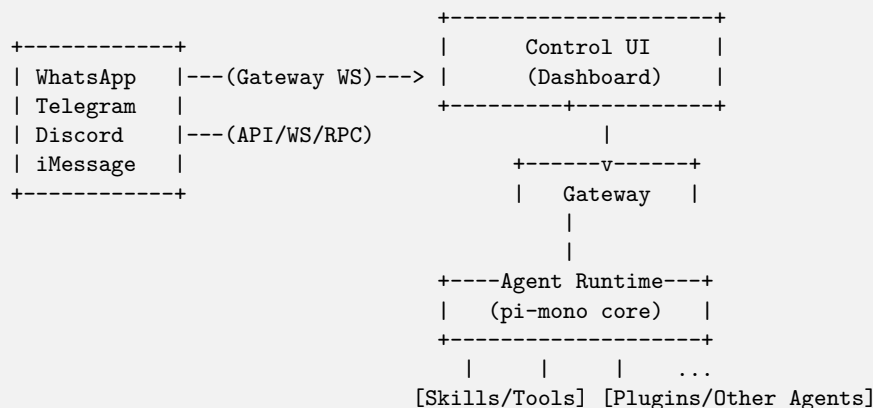 +--------------------+
+------------+ | Control UI |
| WhatsApp |---(Gateway WS)---> | (Dashboard) |
| Telegram | +---------+----------+
| Discord |---(API/WS/RPC) |
| iMessage | +------v------+
+------------+ | Gateway |
|
|
+----Agent Runtime---+
| (pi-mono core) |
+--------------------+
| | | ...
[Skills/Tools] [Plugins/Other Agents]